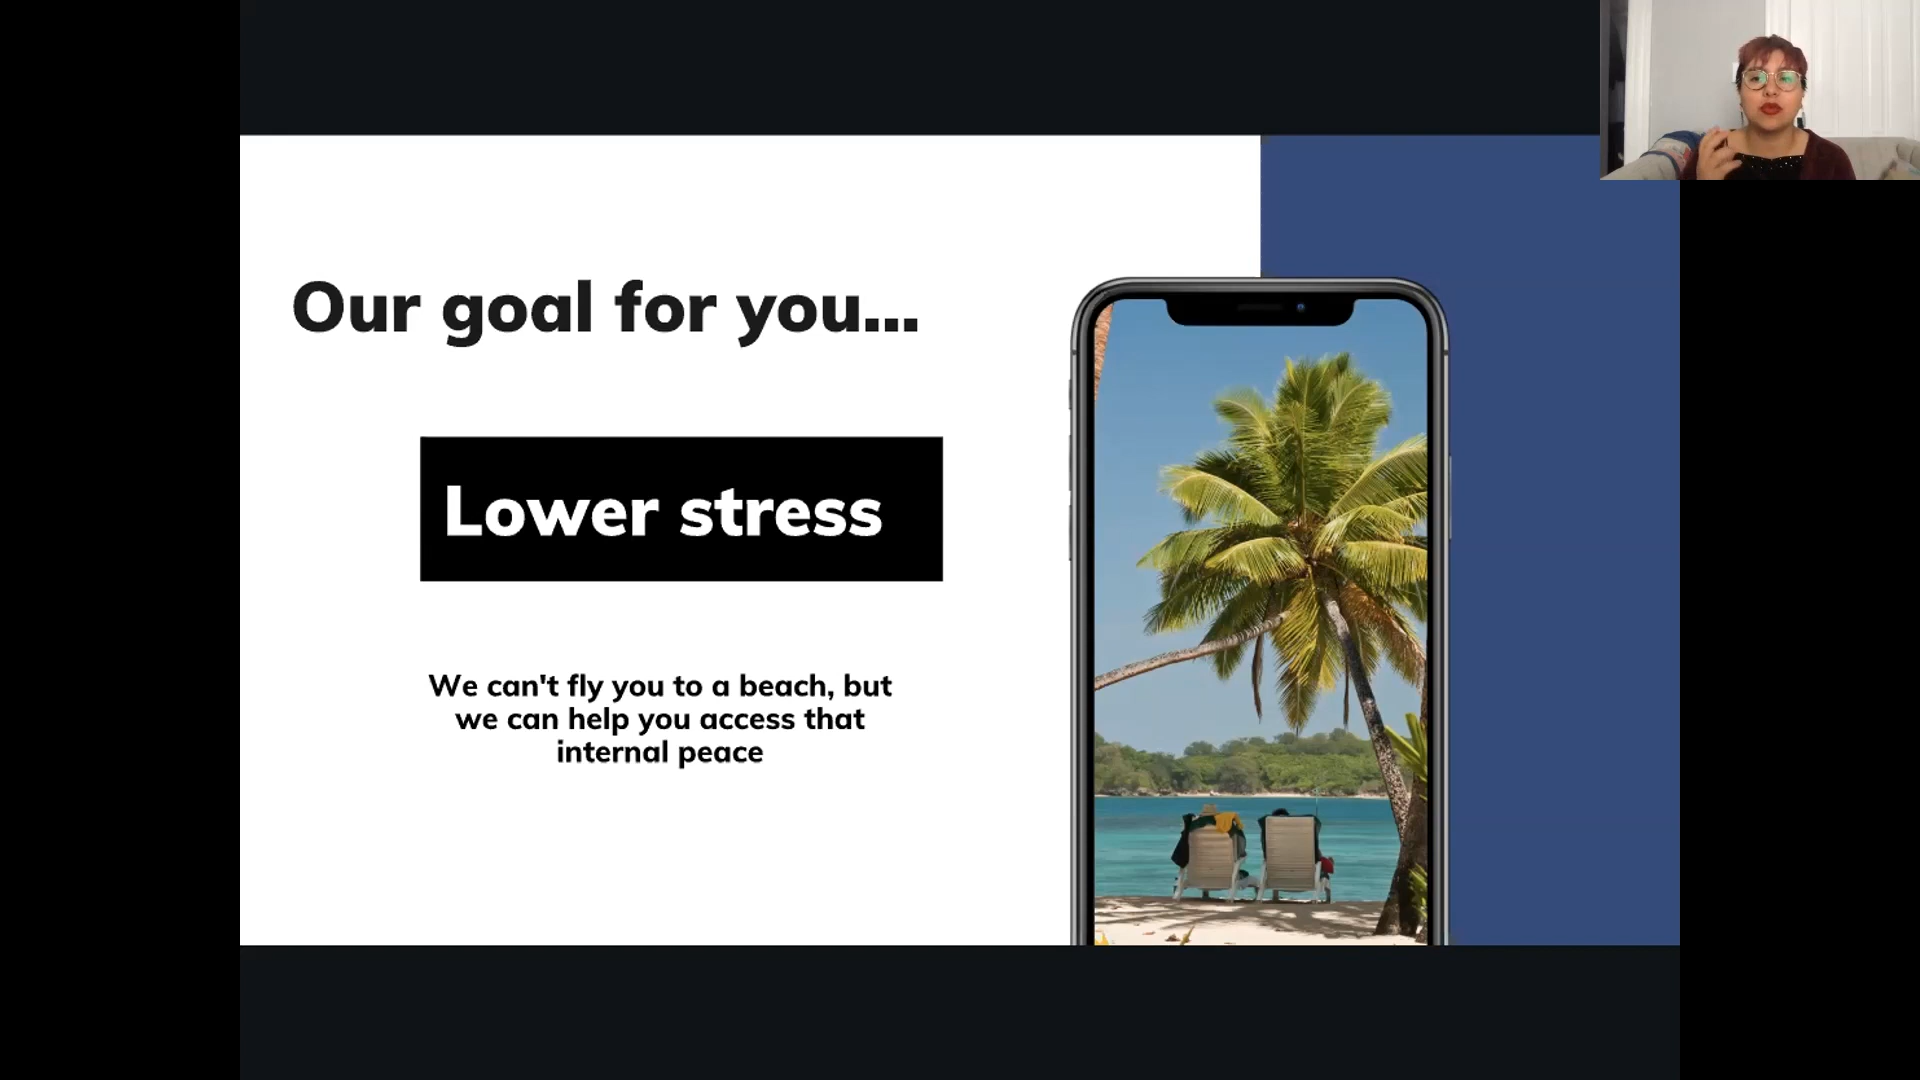 Our goal for you...
Lower stress
We can't fly you to a beach, but
we can help you access that
internal peace